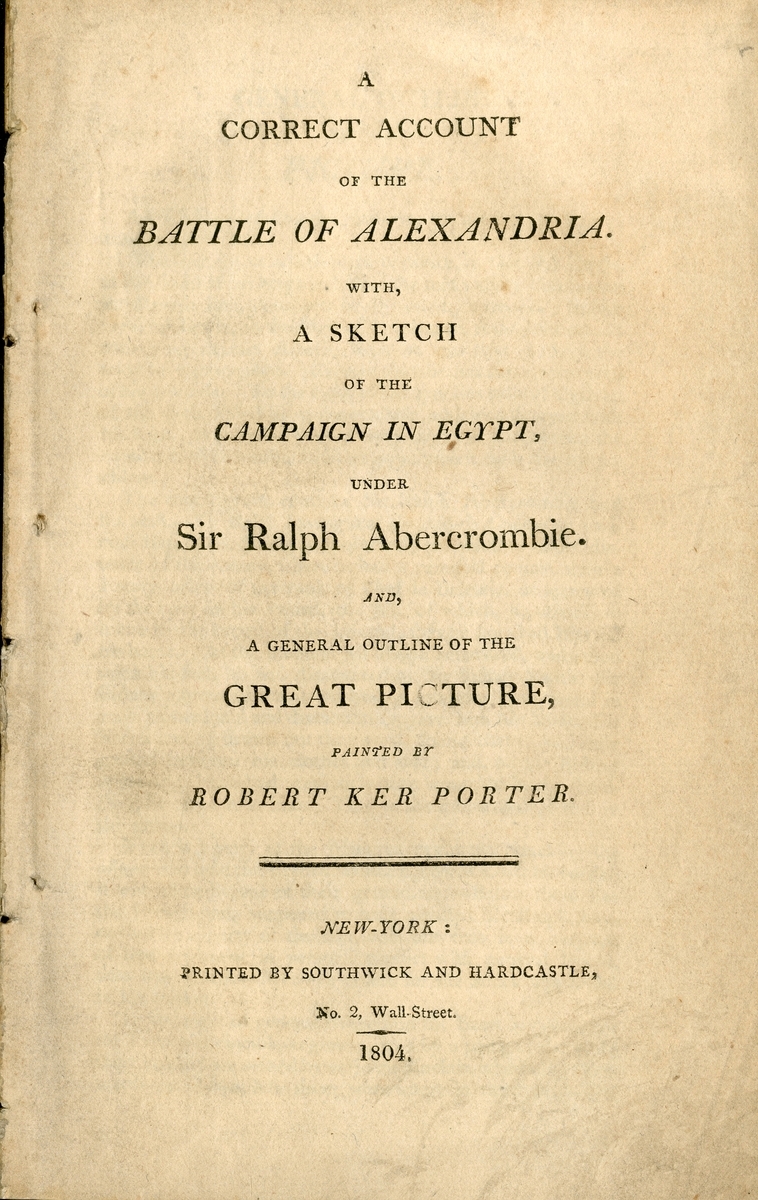 A
CORRECT ACCOUNT
OF THE
BATTLE OF ALEXANDRIA.
WITH,
A SKETCH
OF THE
CAMPAIGN IN EGYPT,
UNDER
Sir Ralph Abercrombie.
AND,
A GENERAL OUTLINE OF THE
GREAT PICTURE,
PAINTED BY
ROBERT KER PORTER.
NEW-YORK :
PRINTED BY SOUTHWICK AND HARDCASTLE,
No. 2, Wall-Street.
1804.